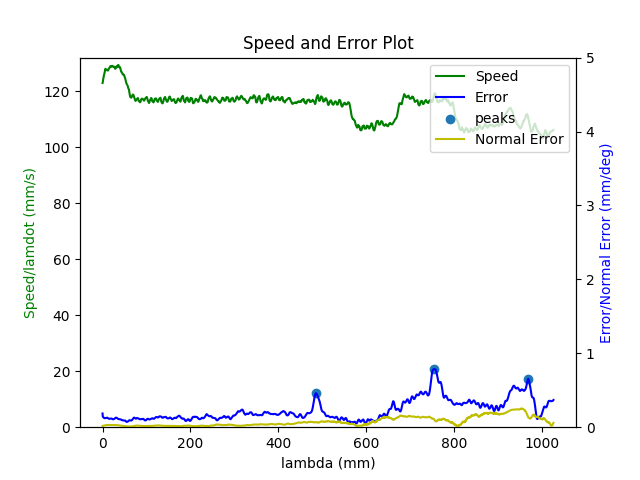 Speed and Error Plot
Speed
Error
peaks
Normal Error
Speed/lamdot (mm/s)
120
100
80
60
40
20
0
5
4
3
2
1
0
Error/Normal Error (mm/deg)
0
200
400
600
800
1000
lambda (mm)